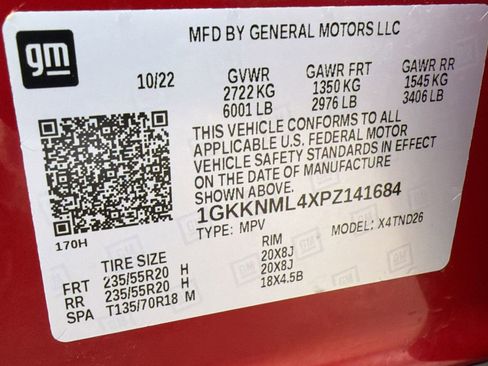 gm
MFD BY GENERAL MOTORS LLC
10/22 GVWR GAWR FRT GAWR RR
2722 KG 1350 KG 1545 KG
6001 LB 2976 LB 3406 LB
THIS VEHICLE CONFORMS TO ALL
APPLICABLE U.S. FEDERAL MOTOR
VEHICLE SAFETY STANDARDS IN EFFECT
ON THE DATE OF MANUFACTURE
SHOWN ABOVE.
1GKKNML4XPZ141684
170H
TYPE: MPV MODEL: X4TND26
TIRE SIZE RIM
FRT 235/55R20 H 20X8J
RR 235/55R20 H 20X8J
SPA T135/70R18 M 18X4.5B